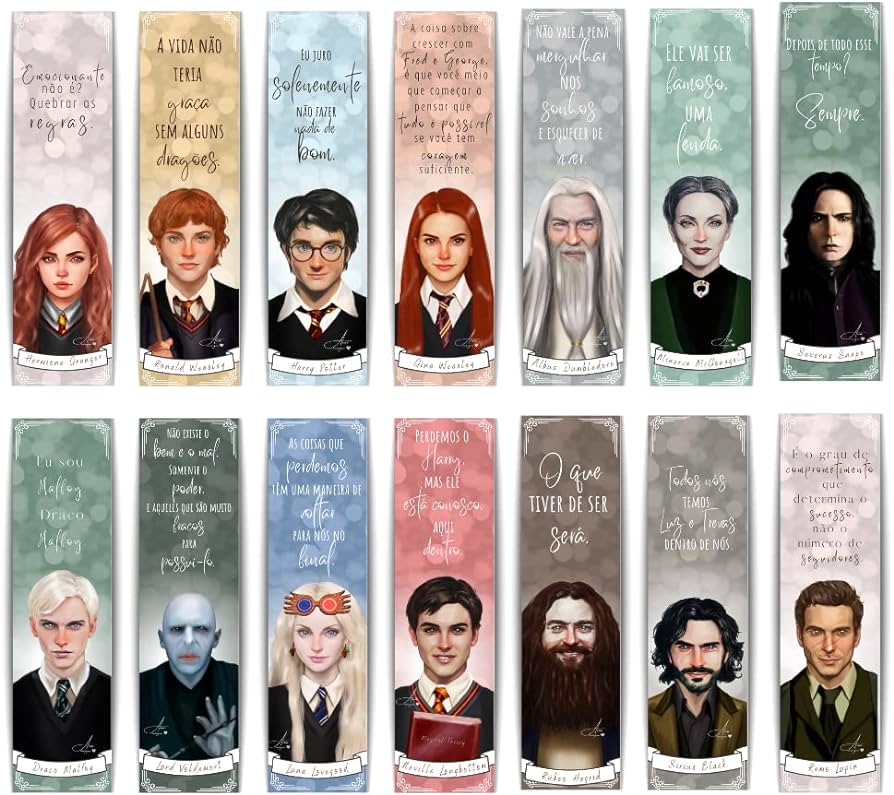 Emocionante
não é?
Quebrar as
regras.
Hermione Granger
A VIDA NÃO
TERIA
graça
SEM ALGUNS
dragões.
Ronald Weasley
EU JURO
solenemente
NÃO FAZER
nada de
bom.
Harry Potter
A COISA SOBRE
CRESCER COM
Fred e George,
É QUE VOCÊ MEIO
QUE COMEÇAR A
PENSAR QUE
tudo é possível
SE VOCÊ TEM
coragem
SUFICIENTE.
Gina Weasley
NÃO VALE A PENA
mergulhar
NOS
sonhos
E ESQUECER DE
viver.
Albus Dumbledore
ELE VAI SER
famoso,
UMA
lenda.
Minerva McGonagall
DEPOIS DE TODO ESSE
TEMPO?
Sempre.
Severus Snape
Eu sou
Malfoy
Draco
Malfoy
Draco Malfoy
NÃO EXISTE O
bem e o mal,
SOMENTE O
poder,
E AQUELES QUE SÃO MUITO
fracos
PARA
possuí-lo.
Lord Voldemort
AS COISAS QUE
perdemos
TÊM UMA MANEIRA DE
voltar
PARA NÓS NO
final.
Luna Lovegood
PERDEMOS O
Harry,
MAS ELE
está conosco,
AQUI
dentro.
Magical Theory
Neville Longbottom
O QUE
TIVER DE SER
será.
Rubeo Hagrid
Todos nós
TEMOS
Luz e Trevas
DENTRO DE NÓS.
Sirius Black
É o grau de
comprometimento
que
determina o
sucesso,
não o
número de
seguidores.
Remo Lupin